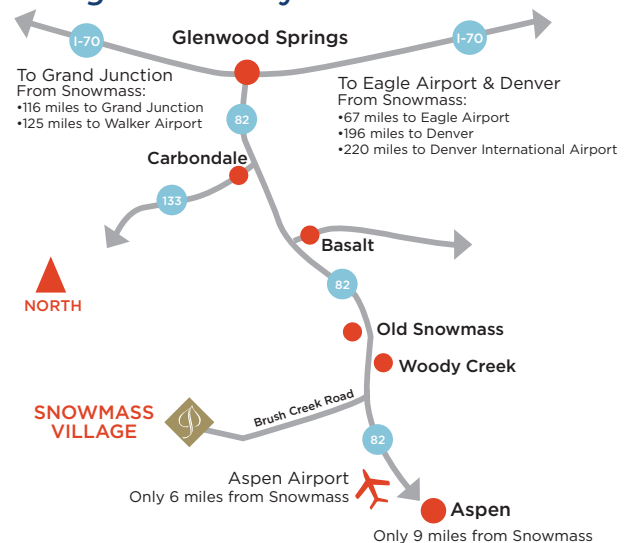 I-70
I-70
Glenwood Springs
To Grand Junction
From Snowmass:
•116 miles to Grand Junction
•125 miles to Walker Airport
To Eagle Airport & Denver
From Snowmass:
•67 miles to Eagle Airport
•196 miles to Denver
•220 miles to Denver International Airport
82
Carbondale
133
Basalt
NORTH
82
Old Snowmass
Woody Creek
SNOWMASS
VILLAGE
Brush Creek Road
82
Aspen Airport
Only 6 miles from Snowmass
Aspen
Only 9 miles from Snowmass